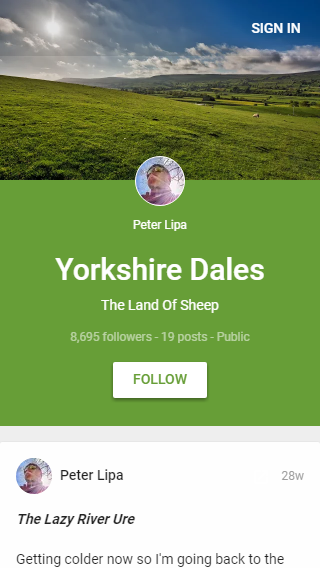 SIGN IN
Peter Lipa
Yorkshire Dales
The Land Of Sheep
8,695 followers - 19 posts - Public
FOLLOW
Peter Lipa 28w
The Lazy River Ure
Getting colder now so I'm going back to the